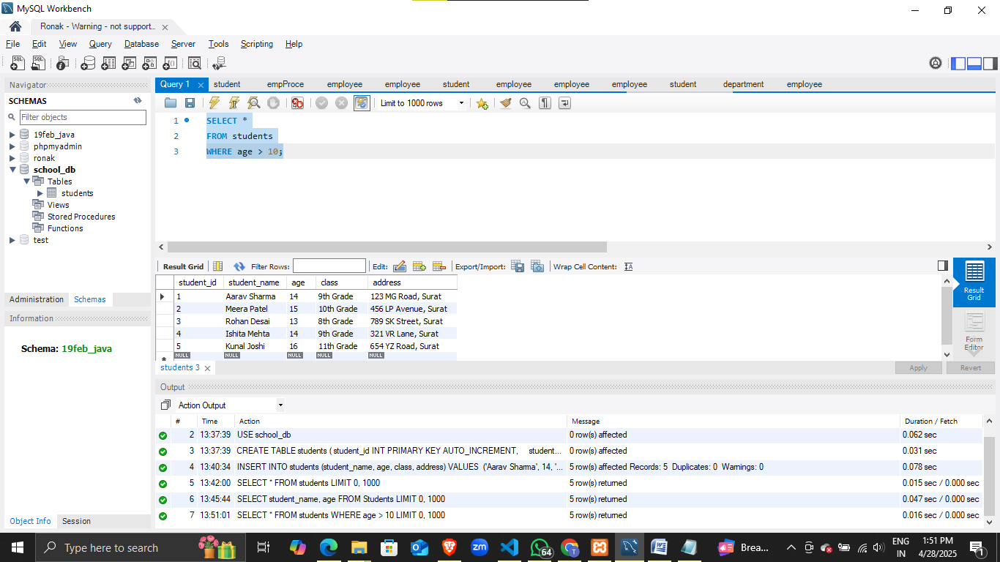 MySQL Workbench
Ronak - Warning - not support...
File Edit View Query Database Server Tools Scripting Help
Navigator
SCHEMAS
Filter objects
19feb_java
phpmyadmin
ronak
school_db
Tables
students
Views
Stored Procedures
Functions
test
Administration Schemas
Information
Schema: 19feb_java
Object Info Session
Query 1 student empProce employee employee student employee employee employee student department employee
Limit to 1000 rows
1 SELECT *
2 FROM students
3 WHERE age > 10;
Result Grid Filter Rows: Edit: Export/Import: Wrap Cell Content:
student_id student_name age class address
1 Aarav Sharma 14 9th Grade 123 MG Road, Surat
2 Meera Patel 15 10th Grade 456 LP Avenue, Surat
3 Rohan Desai 13 8th Grade 789 SK Street, Surat
4 Ishita Mehta 14 9th Grade 321 VR Lane, Surat
5 Kunal Joshi 16 11th Grade 654 YZ Road, Surat
NULL NULL NULL NULL NULL
Result
Grid
Form
Editor
students 3
Apply Revert
Output
Action Output
# Time Action Message Duration / Fetch
2 13:37:39 USE school_db 0 row(s) affected 0.062 sec
3 13:37:39 CREATE TABLE students ( student_id INT PRIMARY KEY AUTO_INCREMENT, student... 0 row(s) affected 0.031 sec
4 13:40:34 INSERT INTO students (student_name, age, class, address) VALUES ('Aarav Sharma', 14, '... 5 row(s) affected Records: 5 Duplicates: 0 Warnings: 0 0.078 sec
5 13:42:00 SELECT * FROM students LIMIT 0, 1000 5 row(s) returned 0.015 sec / 0.000 sec
6 13:45:44 SELECT student_name, age FROM Students LIMIT 0, 1000 5 row(s) returned 0.047 sec / 0.000 sec
7 13:51:01 SELECT * FROM students WHERE age > 10 LIMIT 0, 1000 5 row(s) returned 0.016 sec / 0.000 sec
Type here to search
zm
64
T
W
Brea...
ENG
IN
1:51 PM
4/28/2025
1